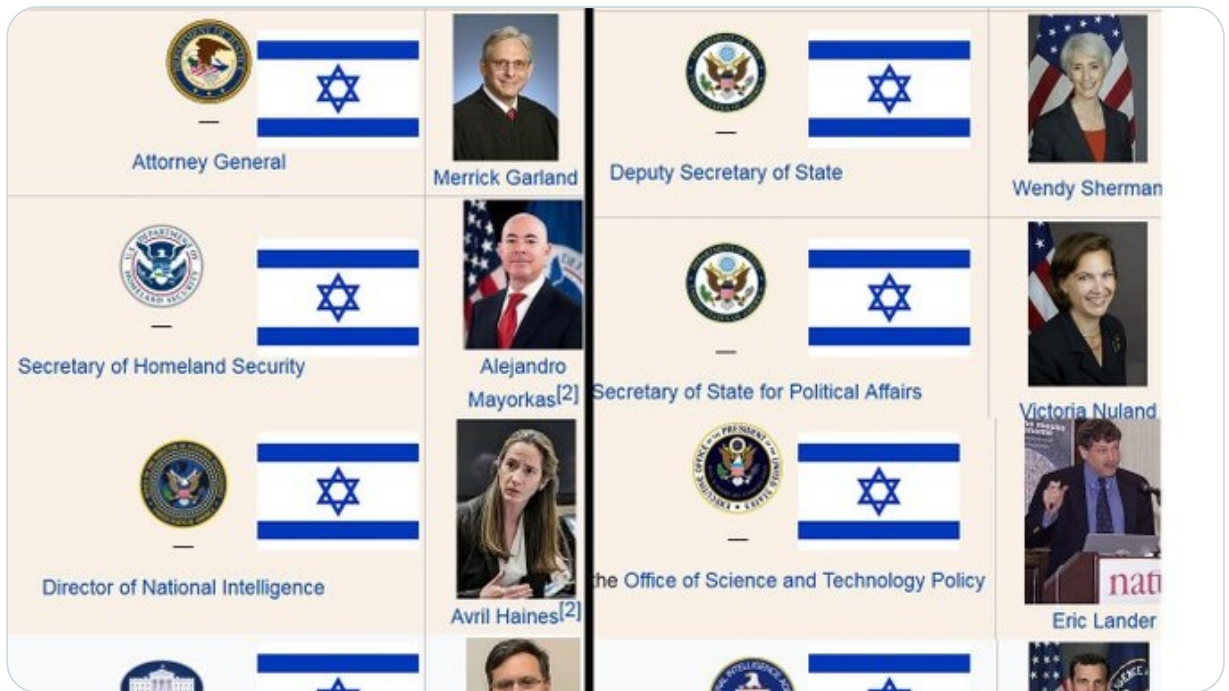 Attorney General
Merrick Garland
Deputy Secretary of State
Wendy Sherman
Secretary of Homeland Security
Alejandro
Mayorkas[2]
Secretary of State for Political Affairs
Victoria Nuland
Director of National Intelligence
Avril Haines[2]
the Office of Science and Technology Policy
Eric Lander
natu